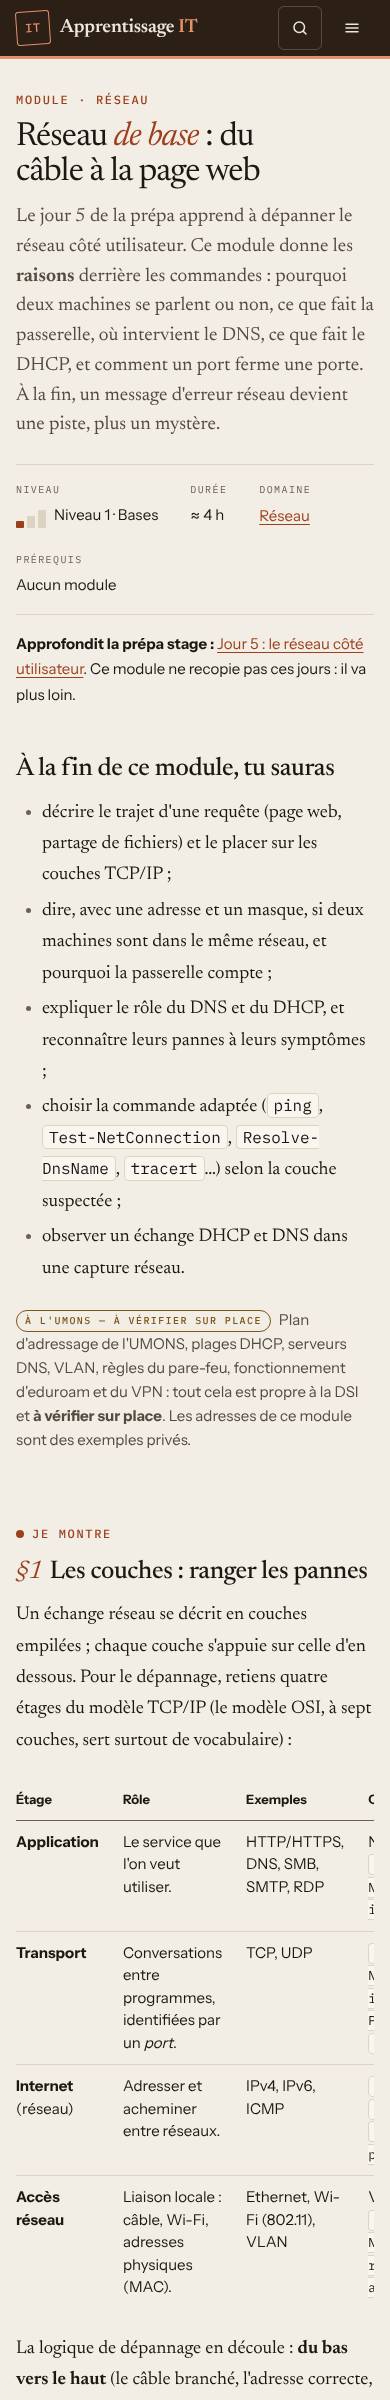 IT Apprentissage IT
MODULE · RÉSEAU
Réseau de base : du
câble à la page web
Le jour 5 de la prépa apprend à dépanner le
réseau côté utilisateur. Ce module donne les
raisons derrière les commandes : pourquoi
deux machines se parlent ou non, ce que fait la
passerelle, où intervient le DNS, ce que fait le
DHCP, et comment un port ferme une porte.
À la fin, un message d'erreur réseau devient
une piste, plus un mystère.
NIVEAU DURÉE DOMAINE
Niveau 1 · Bases ≈ 4 h Réseau
PRÉREQUIS
Aucun module
Approfondit la prépa stage : Jour 5 : le réseau côté
utilisateur. Ce module ne recopie pas ces jours : il va
plus loin.
À la fin de ce module, tu sauras
• décrire le trajet d'une requête (page web,
partage de fichiers) et le placer sur les
couches TCP/IP ;
• dire, avec une adresse et un masque, si deux
machines sont dans le même réseau, et
pourquoi la passerelle compte ;
• expliquer le rôle du DNS et du DHCP, et
reconnaître leurs pannes à leurs symptômes
;
• choisir la commande adaptée ( ping ,
Test-NetConnection , Resolve-
DnsName , tracert …) selon la couche
suspectée ;
• observer un échange DHCP et DNS dans
une capture réseau.
À L'UMONS — À VÉRIFIER SUR PLACE Plan
d'adressage de l'UMONS, plages DHCP, serveurs
DNS, VLAN, règles du pare-feu, fonctionnement
d'eduroam et du VPN : tout cela est propre à la DSI
et à vérifier sur place. Les adresses de ce module
sont des exemples privés.
JE MONTRE
§1 Les couches : ranger les pannes
Un échange réseau se décrit en couches
empilées ; chaque couche s'appuie sur celle d'en
dessous. Pour le dépannage, retiens quatre
étages du modèle TCP/IP (le modèle OSI, à sept
couches, sert surtout de vocabulaire) :
Étage Rôle Exemples
Application Le service que HTTP/HTTPS,
l'on veut DNS, SMB,
utiliser. SMTP, RDP
Transport Conversations TCP, UDP
entre
programmes,
identifiées par
un port.
Internet Adresser et IPv4, IPv6,
(réseau) acheminer ICMP
entre réseaux.
Accès Liaison locale : Ethernet, Wi-
réseau câble, Wi-Fi, Fi (802.11),
adresses VLAN
physiques
(MAC).
La logique de dépannage en découle : du bas
vers le haut (le câble branché, l'adresse correcte,